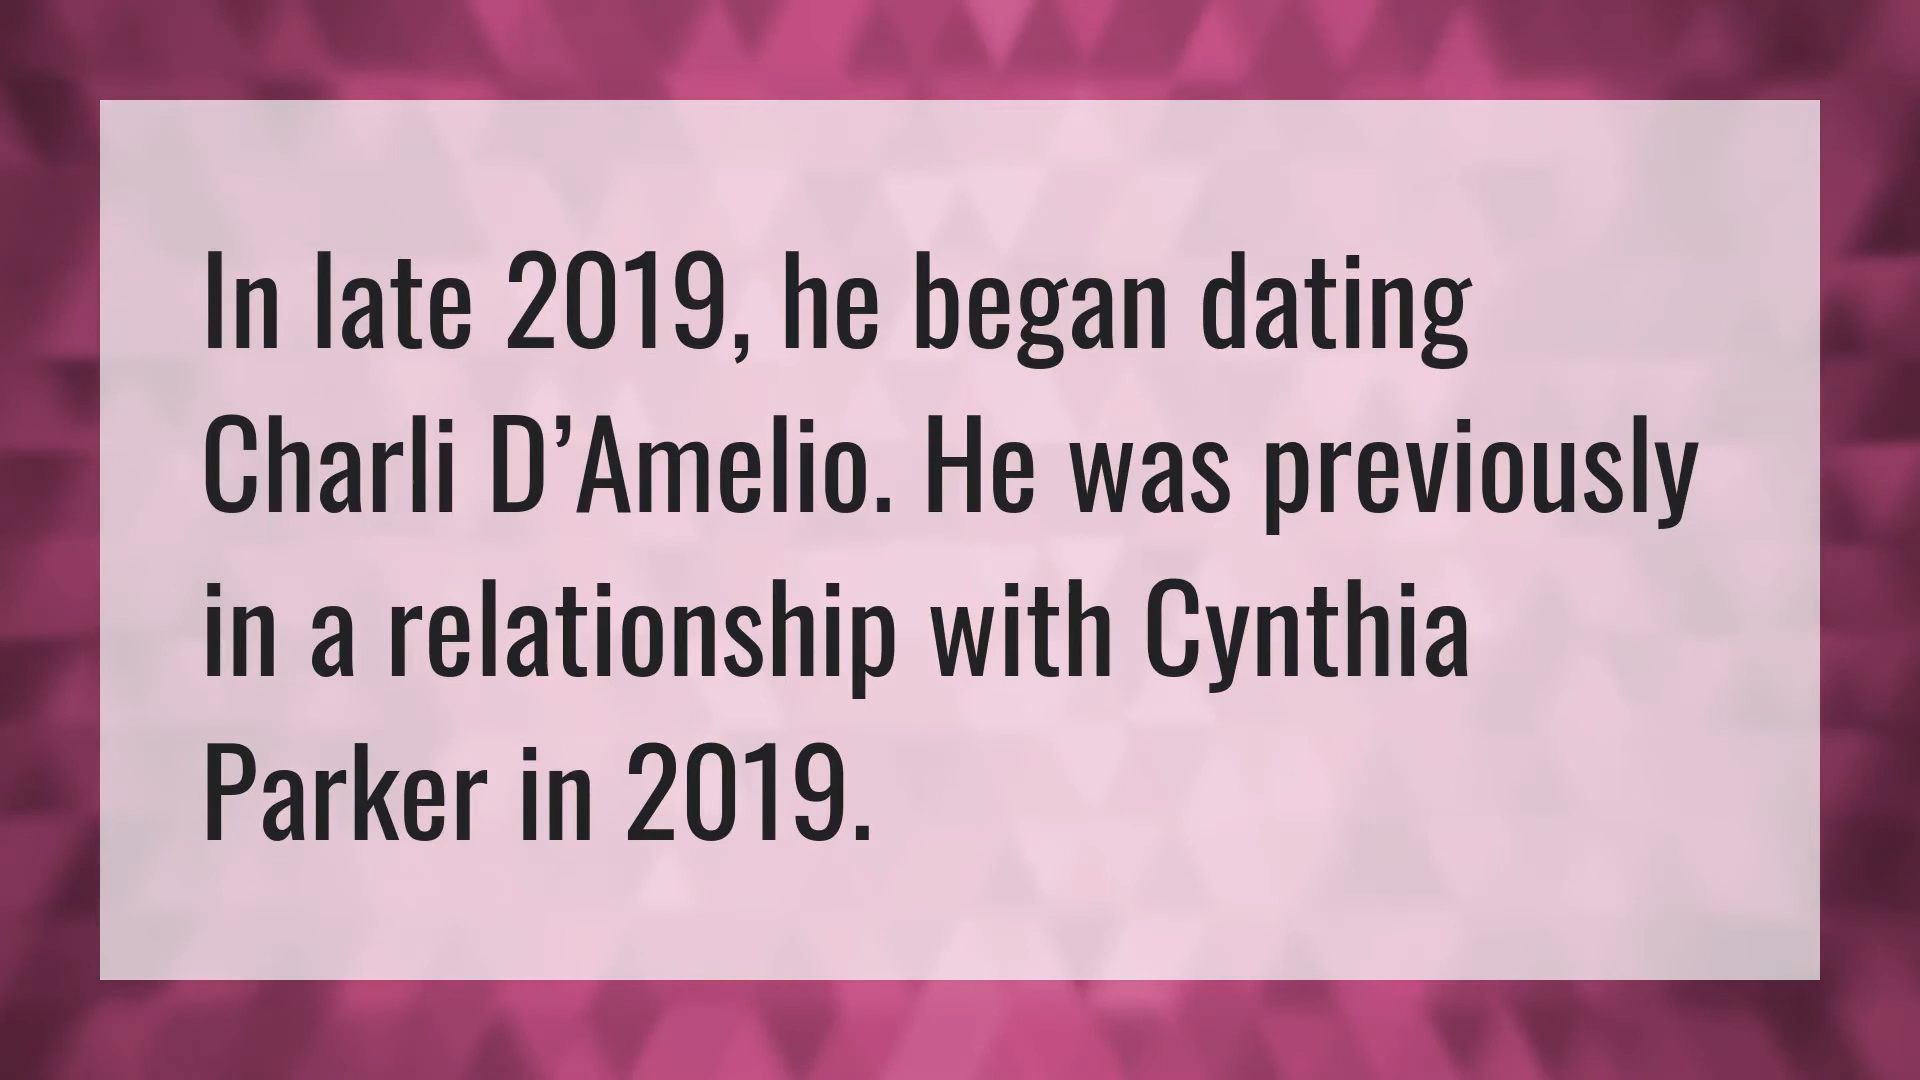 In late 2019, he began dating
Charli D’Amelio. He was previously
in a relationship with Cynthia
Parker in 2019.